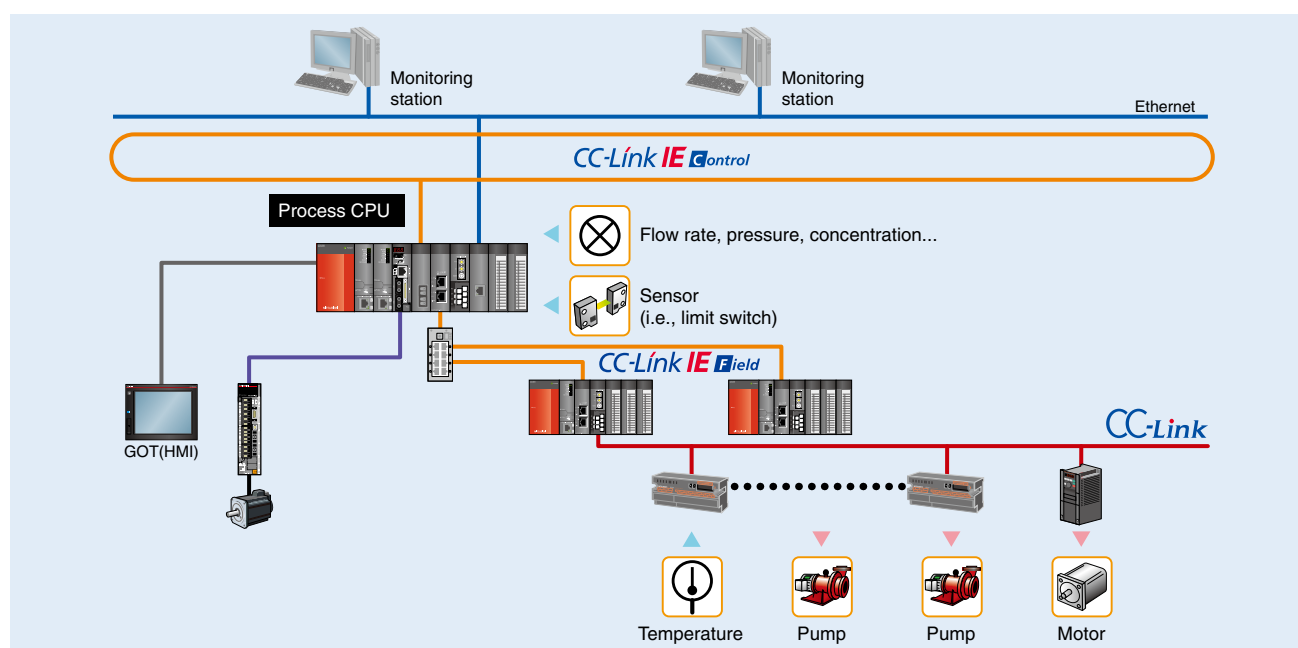 Monitoring
station
Monitoring
station
Ethernet
CC-Link IE Control
Process CPU
Flow rate, pressure, concentration...
Sensor
(i.e., limit switch)
CC-Link IE Field
GOT(HMI)
CC-Link
Temperature
Pump
Pump
Motor